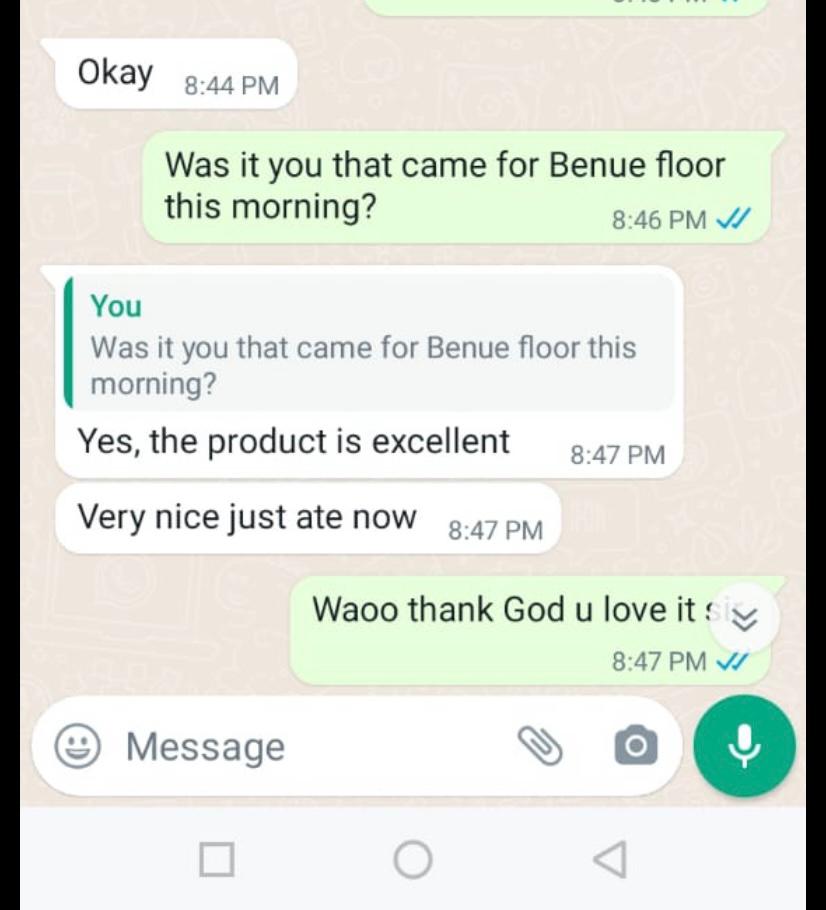 Okay 8:44 PM
Was it you that came for Benue floor
this morning? 8:46 PM
You
Was it you that came for Benue floor this
morning?
Yes, the product is excellent 8:47 PM
Very nice just ate now 8:47 PM
Waoo thank God u love it sir
8:47 PM
Message